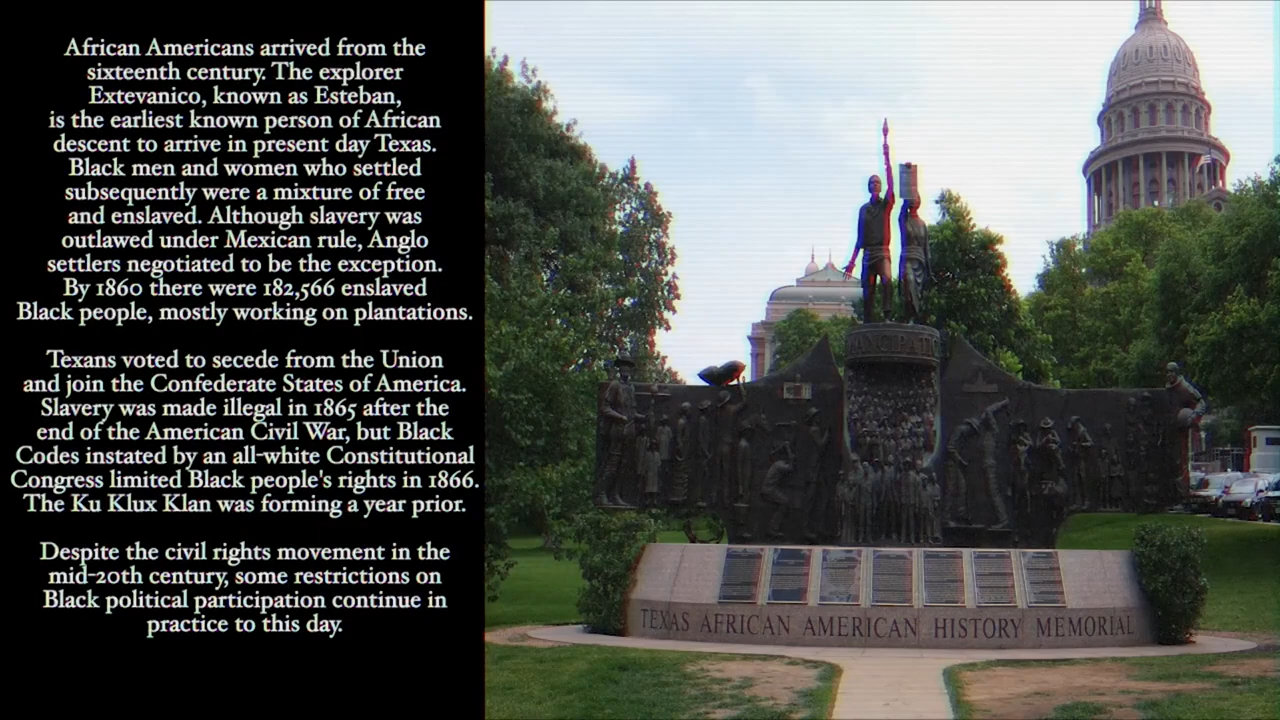 African Americans arrived from the
sixteenth century. The explorer
Extevanico, known as Esteban,
is the earliest known person of African
descent to arrive in present day Texas.
Black men and women who settled
subsequently were a mixture of free
and enslaved. Although slavery was
outlawed under Mexican rule, Anglo
settlers negotiated to be the exception.
By 1860 there were 182,566 enslaved
Black people, mostly working on plantations.
Texans voted to secede from the Union
and join the Confederate States of America.
Slavery was made illegal in 1865 after the
end of the American Civil War, but Black
Codes instated by an all-white Constitutional
Congress limited Black people's rights in 1866.
The Ku Klux Klan was forming a year prior.
Despite the civil rights movement in the
mid-20th century, some restrictions on
Black political participation continue in
practice to this day.
TEXAS AFRICAN AMERICAN HISTORY MEMORIAL